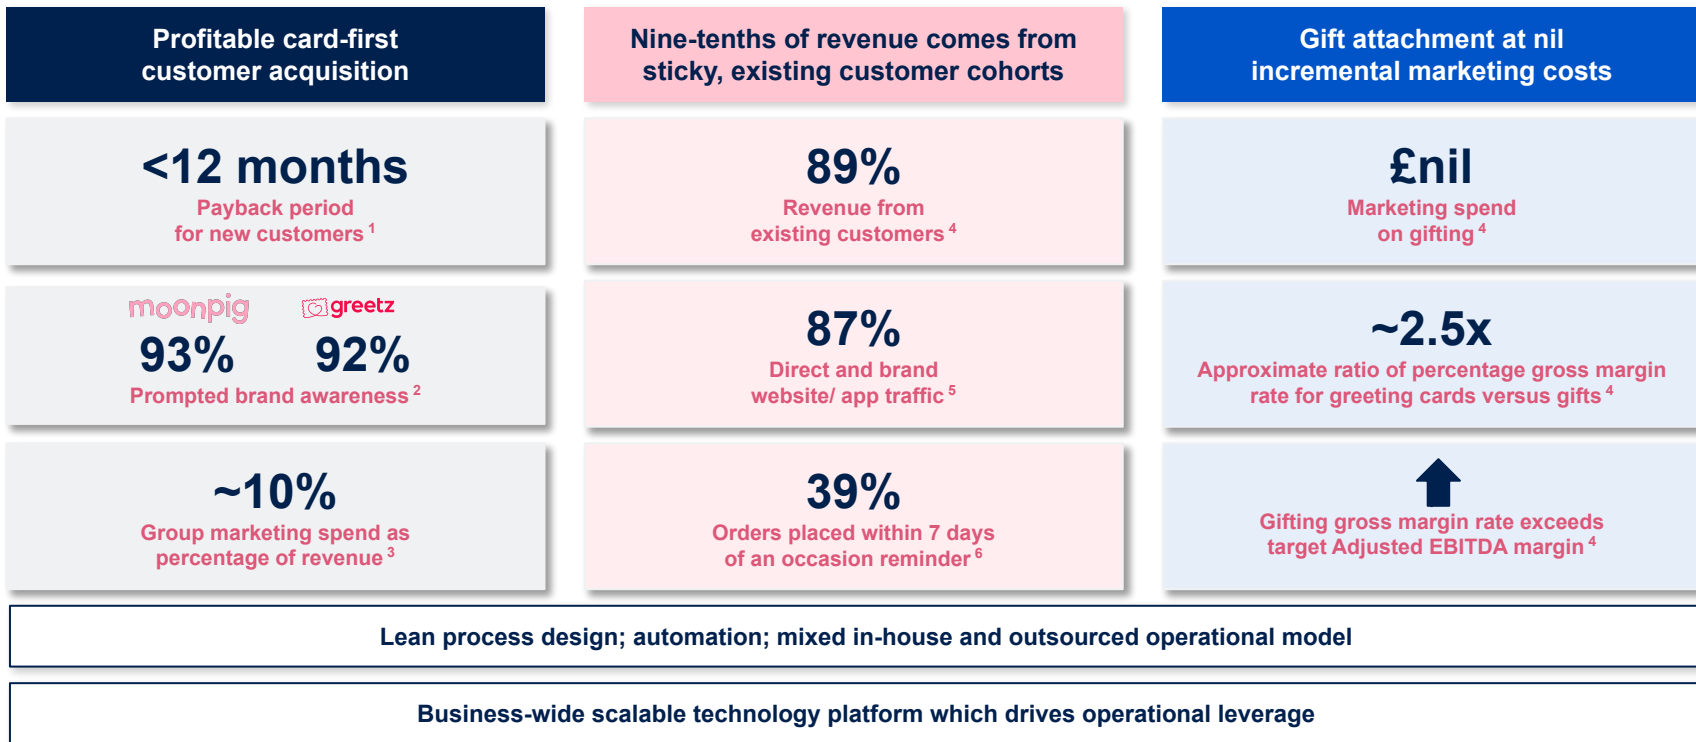 Profitable card-first
customer acquisition
<12 months
Payback period
for new customers 1
moonpig greetz
93% 92%
Prompted brand awareness 2
~10%
Group marketing spend as
percentage of revenue 3
Nine-tenths of revenue comes from
sticky, existing customer cohorts
89%
Revenue from
existing customers 4
87%
Direct and brand
website/ app traffic 5
39%
Orders placed within 7 days
of an occasion reminder 6
Gift attachment at nil
incremental marketing costs
£nil
Marketing spend
on gifting 4
~2.5x
Approximate ratio of percentage gross margin
rate for greeting cards versus gifts 4
Gifting gross margin rate exceeds
target Adjusted EBITDA margin 4
Lean process design; automation; mixed in-house and outsourced operational model
Business-wide scalable technology platform which drives operational leverage